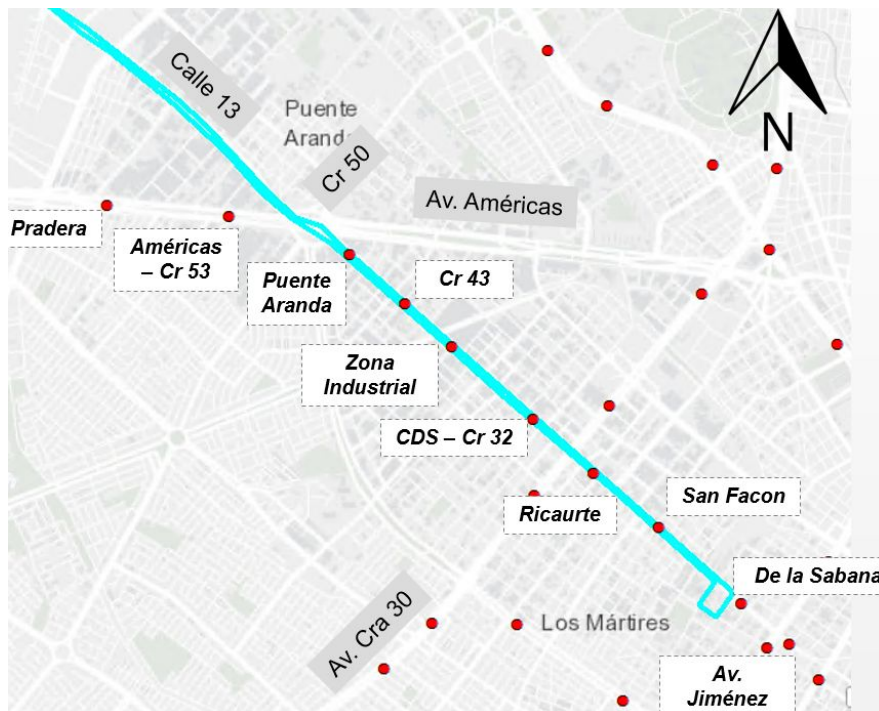 Calle 13
Puente
Aranda
Cr 50
N
Av. Américas
Pradera
Américas
– Cr 53
Puente
Aranda
Cr 43
Zona
Industrial
CDS – Cr 32
Ricaurte
San Facon
De la Sabana
Av. Cra 30
Los Mártires
Av.
Jiménez